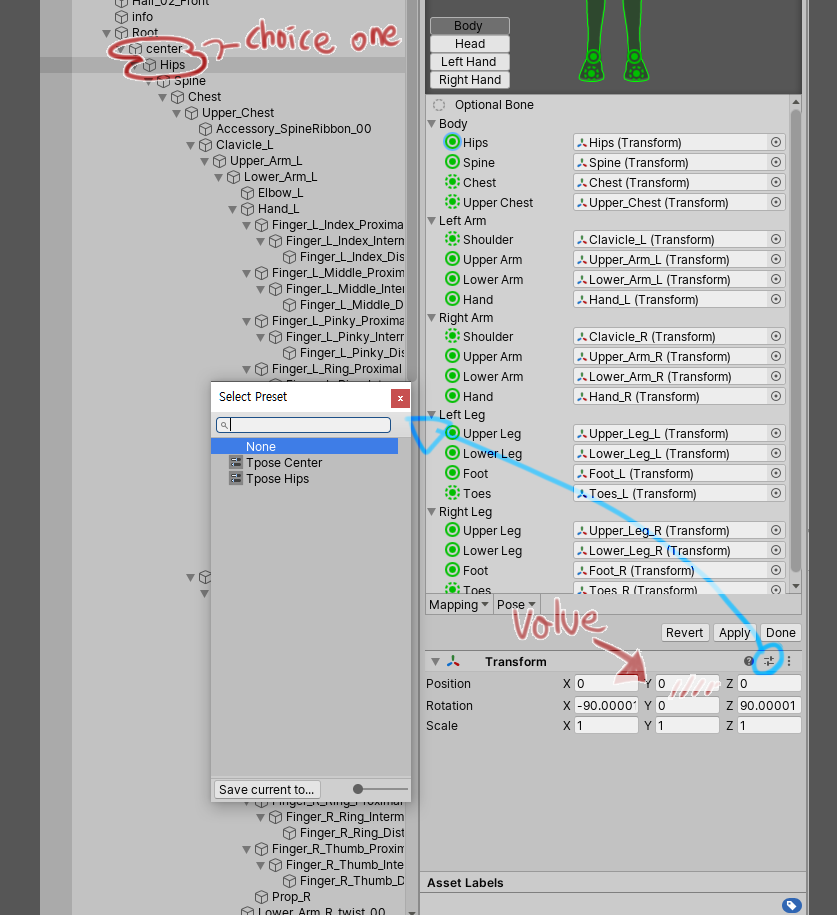 Hair_02_Front
info
Root
center
choice one
Hips
Spine
Chest
Upper_Chest
Accessory_SpineRibbon_00
Clavicle_L
Upper_Arm_L
Lower_Arm_L
Elbow_L
Hand_L
Finger_L_Index_Proxima
Finger_L_Index_Interm
Finger_L_Index_Dis
Finger_L_Middle_Proxim
Finger_L_Middle_Inter
Finger_L_Middle_D
Finger_L_Pinky_Proxima
Finger_L_Pinky_Interm
Finger_L_Pinky_Dis
Finger_L_Ring_Proximal
Select Preset
x
None
Tpose Center
Tpose Hips
Save current to...
Finger_R_Ring_Proximal
Finger_R_Ring_Interm
Finger_R_Ring_Dist
Finger_R_Thumb_Proxim
Finger_R_Thumb_Inte
Finger_R_Thumb_D
Prop_R
Lower_Arm_R_twist_00
Body
Head
Left Hand
Right Hand
Optional Bone
Body
Hips Hips (Transform)
Spine Spine (Transform)
Chest Chest (Transform)
Upper Chest Upper_Chest (Transform)
Left Arm
Shoulder Clavicle_L (Transform)
Upper Arm Upper_Arm_L (Transform)
Lower Arm Lower_Arm_L (Transform)
Hand Hand_L (Transform)
Right Arm
Shoulder Clavicle_R (Transform)
Upper Arm Upper_Arm_R (Transform)
Lower Arm Lower_Arm_R (Transform)
Hand Hand_R (Transform)
Left Leg
Upper Leg Upper_Leg_L (Transform)
Lower Leg Lower_Leg_L (Transform)
Foot Foot_L (Transform)
Toes Toes_L (Transform)
Right Leg
Upper Leg Upper_Leg_R (Transform)
Lower Leg Lower_Leg_R (Transform)
Foot Foot_R (Transform)
Toes Toes_R (Transform)
Mapping Pose
Volve
Revert Apply Done
Transform
Position X 0 Y 0 Z 0
Rotation X -90.00001 Y 0 Z 90.00001
Scale X 1 Y 1 Z 1
Asset Labels